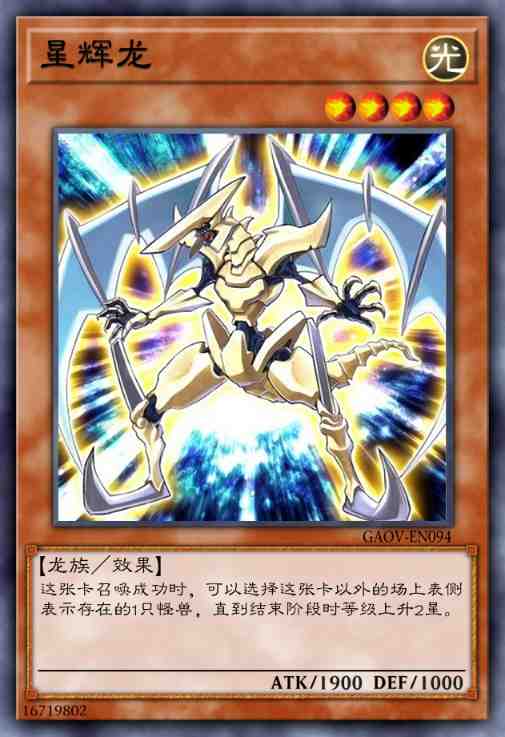 星辉龙
光
GAOV-EN094
【龙族／效果】
这张卡召唤成功时，可以选择这张卡以外的场上表侧
表示存在的1只怪兽，直到结束阶段时等级上升2星。
ATK/1900 DEF/1000
16719802